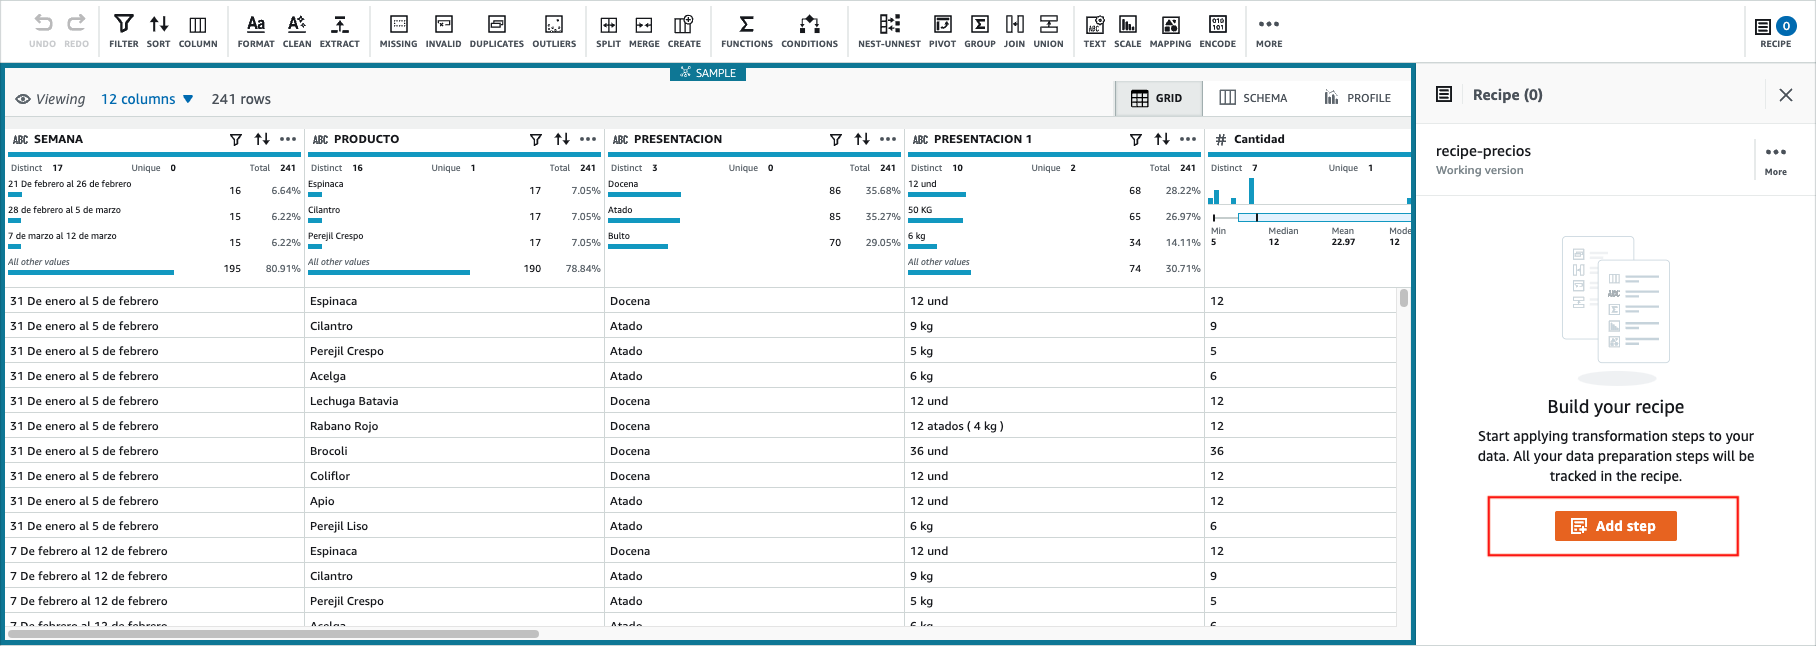 UNDO REDO FILTER SORT COLUMN FORMAT CLEAN EXTRACT MISSING INVALID DUPLICATES OUTLIERS SPLIT MERGE CREATE FUNCTIONS CONDITIONS NEST-UNNEST PIVOT GROUP JOIN UNION TEXT SCALE MAPPING ENCODE MORE 0 RECIPE
SAMPLE
Viewing 12 columns 241 rows GRID SCHEMA PROFILE
ABC SEMANA ABC PRODUCTO ABC PRESENTACION ABC PRESENTACION 1 # Cantidad
Distinct 17 Unique 0 Total 241 Distinct 16 Unique 1 Total 241 Distinct 3 Unique 0 Total 241 Distinct 10 Unique 2 Total 241 Distinct 7 Unique 1
21 De febrero al 26 de febrero 16 6.64% Espinaca 17 7.05% Docena 86 35.68% 12 und 68 28.22%
28 de febrero al 5 de marzo 15 6.22% Cilantro 17 7.05% Atado 85 35.27% 50 KG 65 26.97%
7 de marzo al 12 de marzo 15 6.22% Perejil Crespo 17 7.05% Bulto 70 29.05% 6 kg 34 14.11%
Min Median Mean Mode
5 12 22.97 12
All other values 195 80.91% All other values 190 78.84% All other values 74 30.71%
31 De enero al 5 de febrero Espinaca Docena 12 und 12
31 De enero al 5 de febrero Cilantro Atado 9 kg 9
31 De enero al 5 de febrero Perejil Crespo Atado 5 kg 5
31 De enero al 5 de febrero Acelga Atado 6 kg 6
31 De enero al 5 de febrero Lechuga Batavia Docena 12 und 12
31 De enero al 5 de febrero Rabano Rojo Docena 12 atados ( 4 kg ) 12
31 De enero al 5 de febrero Brocoli Docena 36 und 36
31 De enero al 5 de febrero Coliflor Docena 12 und 12
31 De enero al 5 de febrero Apio Atado 12 und 12
31 De enero al 5 de febrero Perejil Liso Atado 6 kg 6
7 De febrero al 12 de febrero Espinaca Docena 12 und 12
7 De febrero al 12 de febrero Cilantro Atado 9 kg 9
7 De febrero al 12 de febrero Perejil Crespo Atado 5 kg 5
7 De febrero al 12 de febrero Acelga Atado 6 kg 6
Recipe (0)
recipe-precios
Working version
More
ABC
Build your recipe
Start applying transformation steps to your
data. All your data preparation steps will be
tracked in the recipe.
Add step